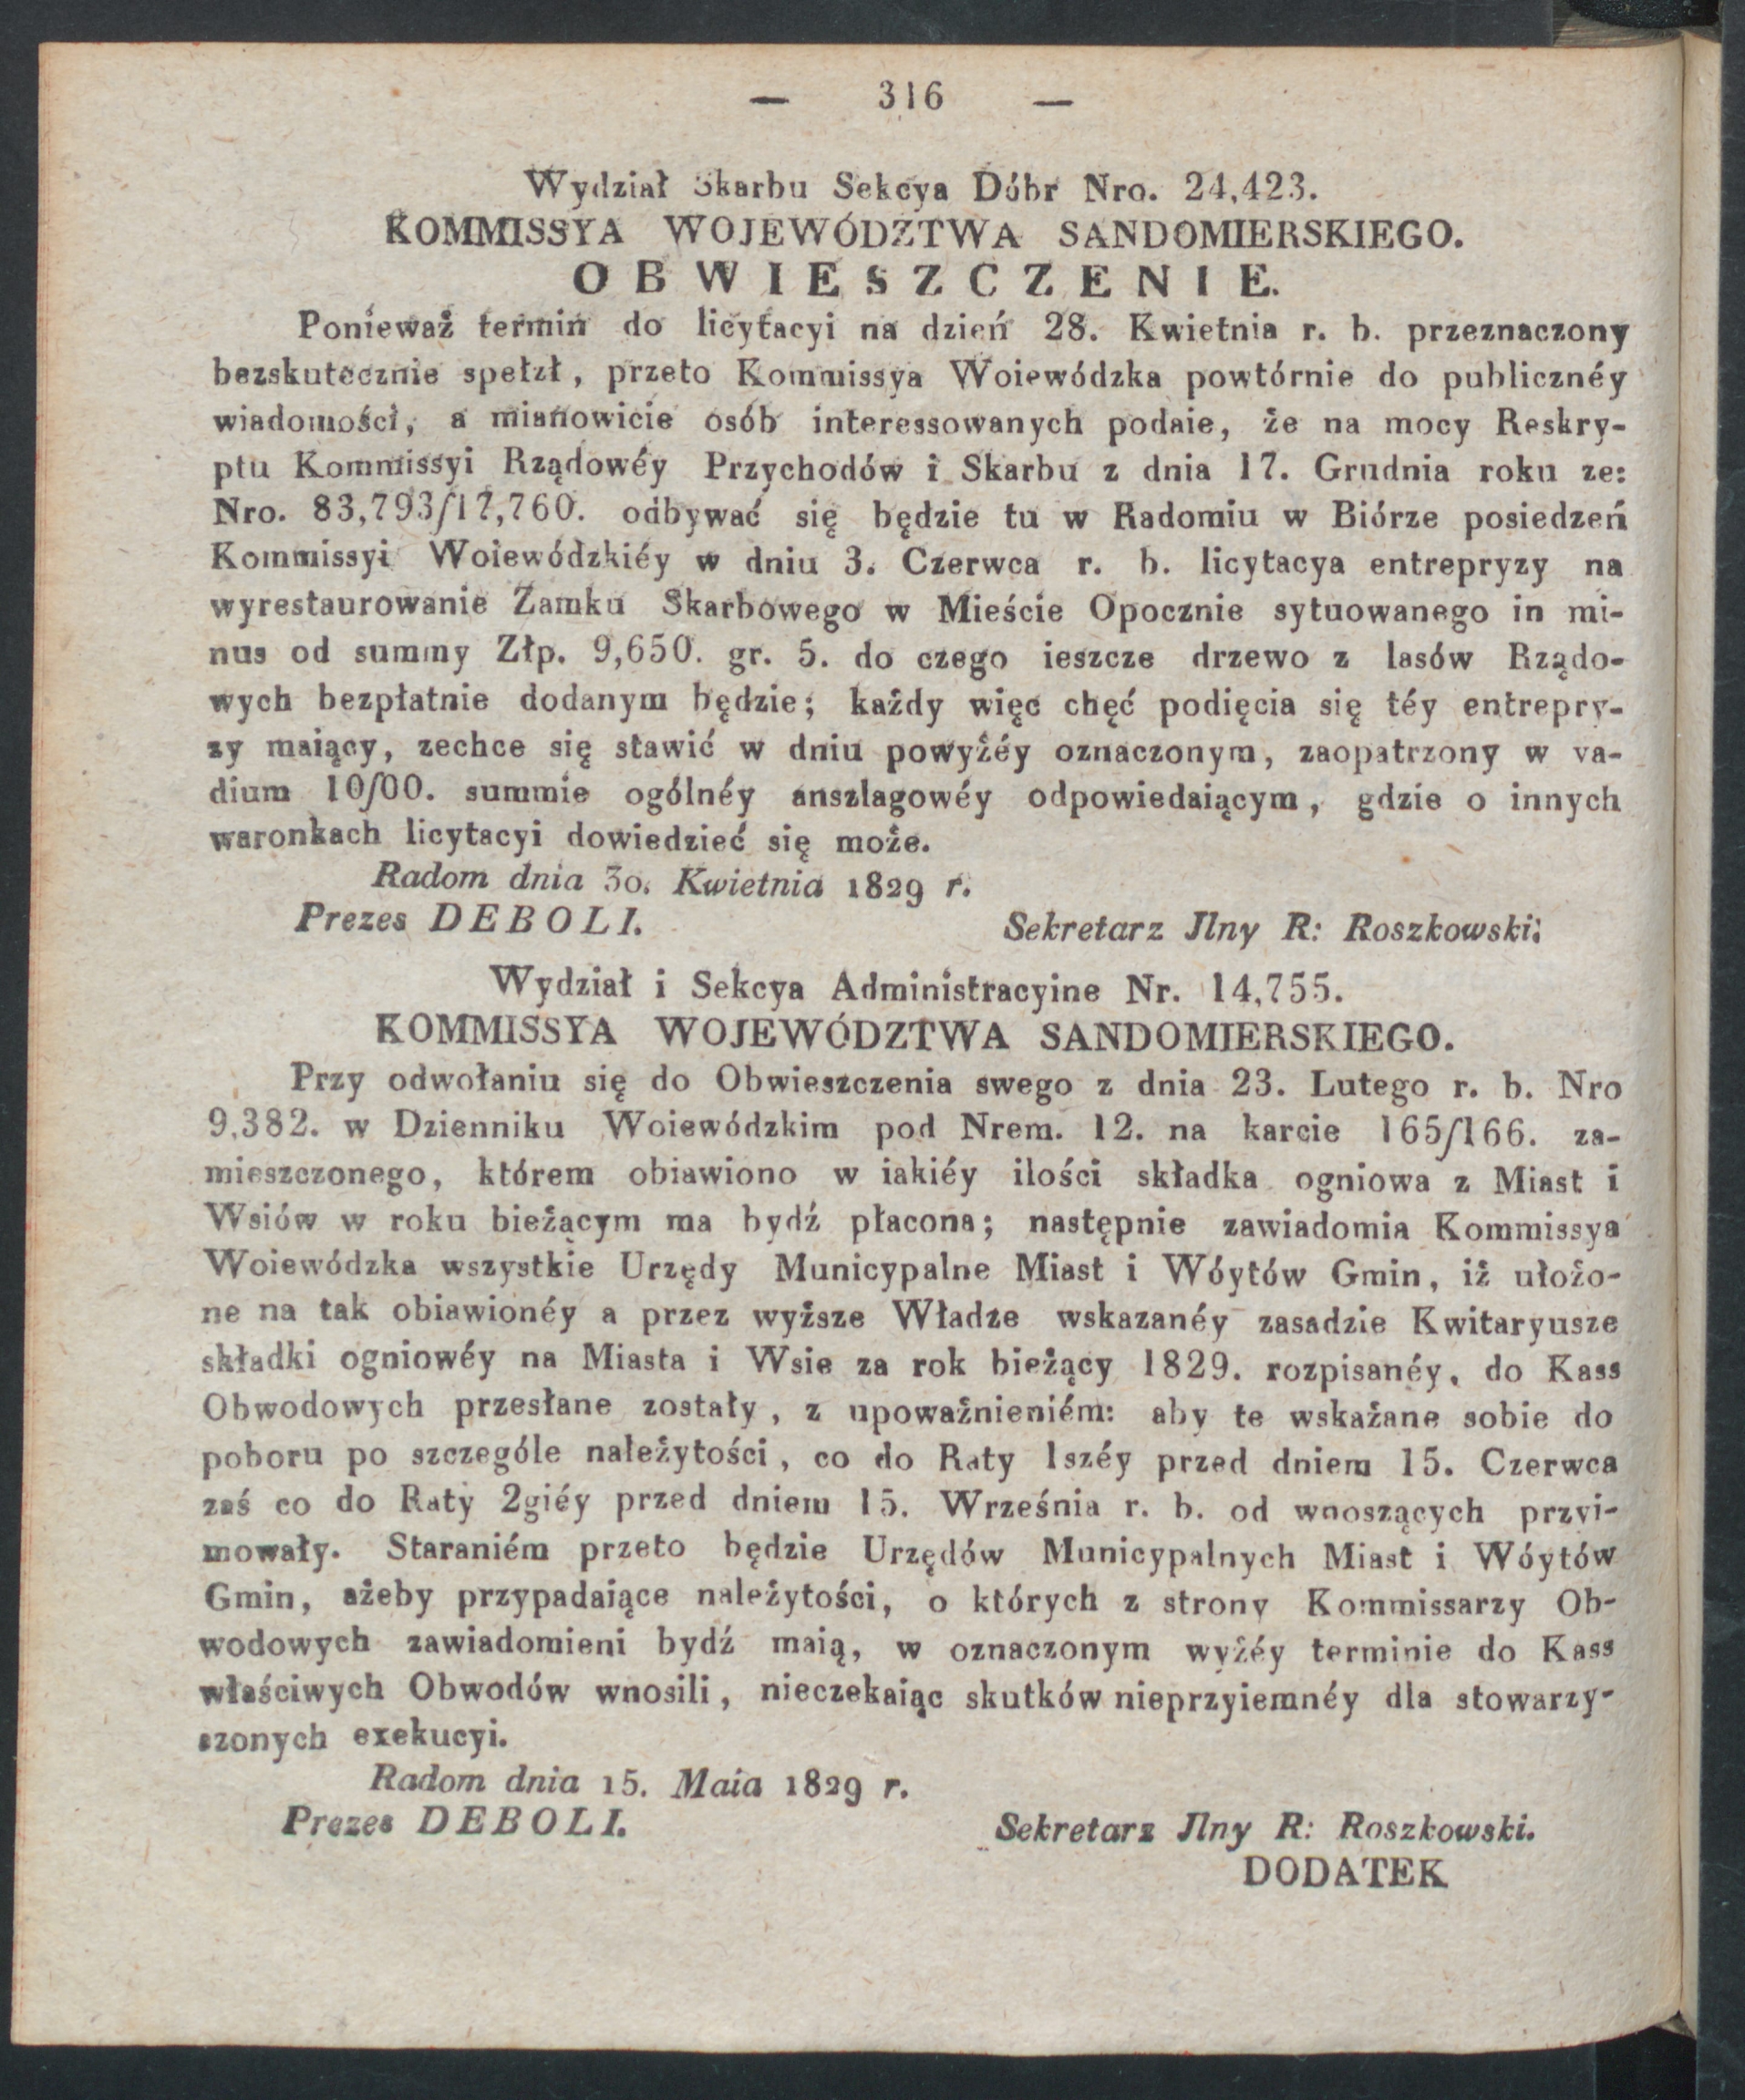 — 316 —
Wydział Skarbu Sekcya Dóbr Nro. 24,423.
KOMMISSYA WOJEWÓDZTWA SANDOMIERSKIEGO.
OBWIESZCZENIE.
Ponieważ termin do licytacyi na dzień 28. Kwietnia r. b. przeznaczony
bezskutecznie spełzł, przeto Kommissya Woiewódzka powtórnie do publicznéy
wiadomości, a mianowicie osób interessowanych podaie, że na mocy Reskry-
ptu Kommissyi Rządowéy Przychodów i Skarbu z dnia 17. Grudnia roku ze:
Nro. 83,793/17,760. odbywać się będzie tu w Radomiu w Biórze posiedzeń
Kommissyi Woiewódzkiéy w dniu 3. Czerwca r. b. licytacya entrepryzy na
wyrestaurowanie Zamku Skarbowego w Mieście Opocznie sytuowanego in mi-
nus od summy Złp. 9,650. gr. 5. do czego ieszcze drzewo z lasów Rządo-
wych bezpłatnie dodanym będzie; każdy więc chęć podięcia się téy entrepry-
zy maiący, zechce się stawić w dniu powyżéy oznaczonym, zaopatrzony w va-
dium 10/00. summie ogólnéy anszlagowéy odpowiedaiącym, gdzie o innych
waronkach licytacyi dowiedzieć się może.
Radom dnia 30. Kwietnia 1829 r.
Prezes DEBOLI. Sekretarz Jlny R: Roszkowski:
Wydział i Sekcya Administracyine Nr. 14,755.
KOMMISSYA WOJEWÓDZTWA SANDOMIERSKIEGO.
Przy odwołaniu się do Obwieszczenia swego z dnia 23. Lutego r. b. Nro
9,382. w Dzienniku Woiewódzkim pod Nrem. 12. na karcie 165/166. za-
mieszczonego, którem obiawiono w iakiéy ilości składka ogniowa z Miast i
Wsiów w roku bieżącym ma bydź płacona; następnie zawiadomia Kommissya
Woiewódzka wszystkie Urzędy Municypalne Miast i Wóytów Gmin, iż ułożo-
ne na tak obiawionéy a przez wyższe Władze wskazanéy zasadzie Kwitaryusze
składki ogniowéy na Miasta i Wsie za rok bieżący 1829. rozpisanéy, do Kass
Obwodowych przesłane zostały, z upoważnieniém: aby te wskażane sobie do
poboru po szczególe należytości, co do Raty 1széy przed dniem 15. Czerwca
zaś co do Raty 2giéy przed dniem 15. Września r. b. od wnoszących przyi-
mowały. Staraniém przeto będzie Urzędów Municypalnych Miast i Wóytów
Gmin, ażeby przypadaiące należytości, o których z strony Kommissarzy Ob-
wodowych zawiadomieni bydź maią, w oznaczonym wyżéy terminie do Kass
właściwych Obwodów wnosili, nieczekaiąc skutków nieprzyiemnéy dla stowarzy-
szonych exekucyi.
Radom dnia 15. Maia 1829 r.
Prezes DEBOLI. Sekretarz Jlny R: Roszkowski.
DODATEK